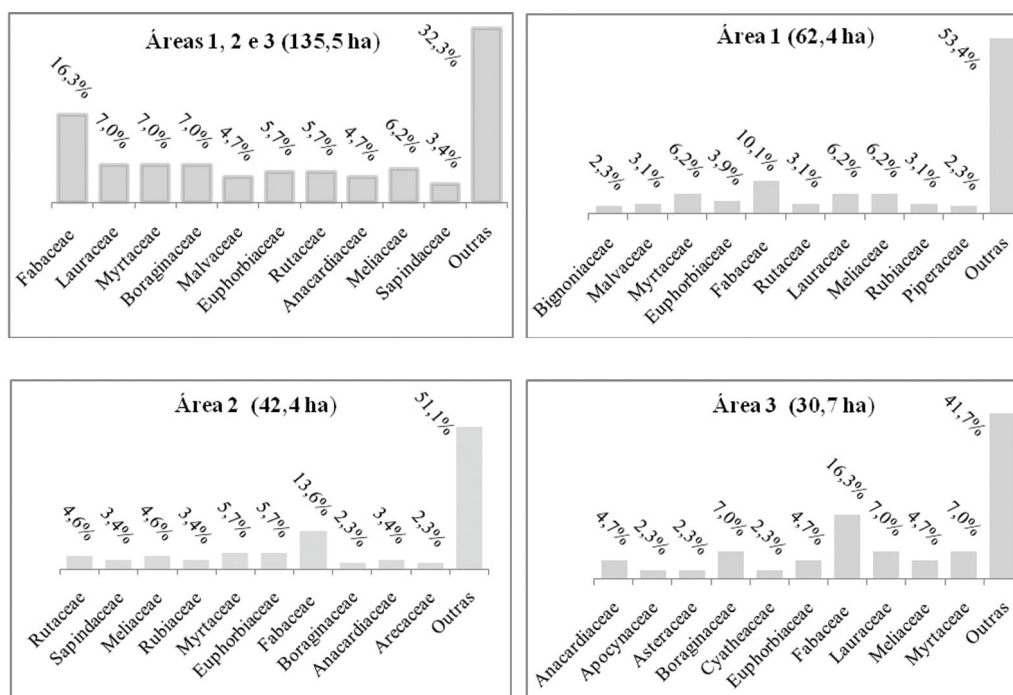 Áreas 1, 2 e 3 (135,5 ha)
16,3%
7,0%
7,0%
7,0%
4,7%
5,7%
5,7%
4,7%
6,2%
3,4%
32,3%
Fabaceae
Lauraceae
Myrtaceae
Boraginaceae
Malvaceae
Euphorbiaceae
Rutaceae
Anacardiaceae
Meliaceae
Sapindaceae
Outras
Área 1 (62,4 ha)
2,3%
3,1%
6,2%
3,9%
10,1%
3,1%
6,2%
6,2%
3,1%
2,3%
53,4%
Bignoniaceae
Malvaceae
Myrtaceae
Euphorbiaceae
Fabaceae
Rutaceae
Lauraceae
Meliaceae
Rubiaceae
Piperaceae
Outras
Área 2 (42,4 ha)
4,6%
3,4%
4,6%
3,4%
5,7%
5,7%
13,6%
2,3%
3,4%
2,3%
51,1%
Rutaceae
Sapindaceae
Meliaceae
Rubiaceae
Myrtaceae
Euphorbiaceae
Fabaceae
Boraginaceae
Anacardiaceae
Arecaceae
Outras
Área 3 (30,7 ha)
4,7%
2,3%
2,3%
7,0%
2,3%
4,7%
16,3%
7,0%
4,7%
7,0%
41,7%
Anacardiaceae
Apocynaceae
Asteraceae
Boraginaceae
Cyatheaceae
Euphorbiaceae
Fabaceae
Lauraceae
Meliaceae
Myrtaceae
Outras